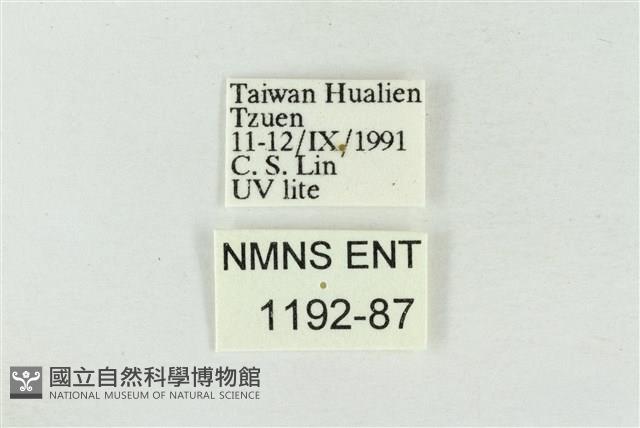 Taiwan Hualien
Tzuen
11-12/IX/1991
C. S. Lin
UV lite
NMNS ENT
1192-87
國立自然科學博物館
NATIONAL MUSEUM OF NATURAL SCIENCE